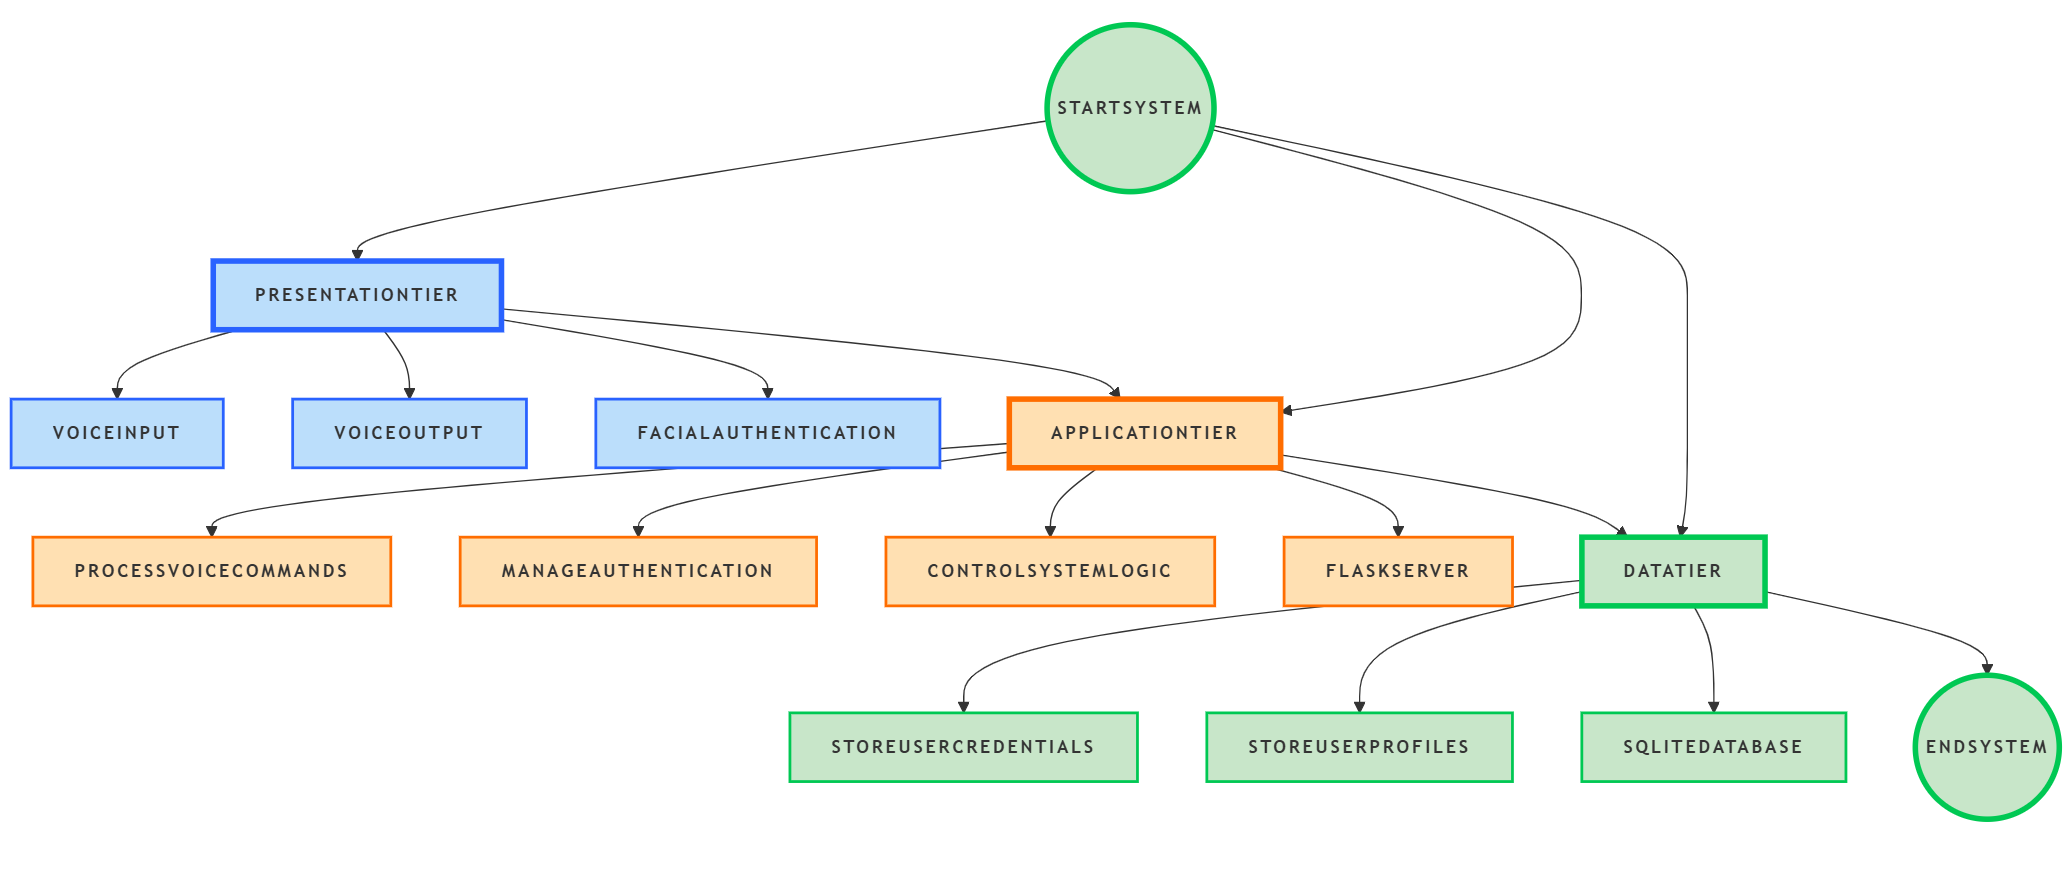 STARTSYSTEM
PRESENTATIONTIER
VOICEINPUT
VOICEOUTPUT
FACIALAUTHENTICATION
APPLICATIONTIER
PROCESSVOICECOMMANDS
MANAGEAUTHENTICATION
CONTROLSYSTEMLOGIC
FLASKSERVER
DATATIER
STOREUSERCREDENTIALS
STOREUSERPROFILES
SQLITEDATABASE
ENDSYSTEM